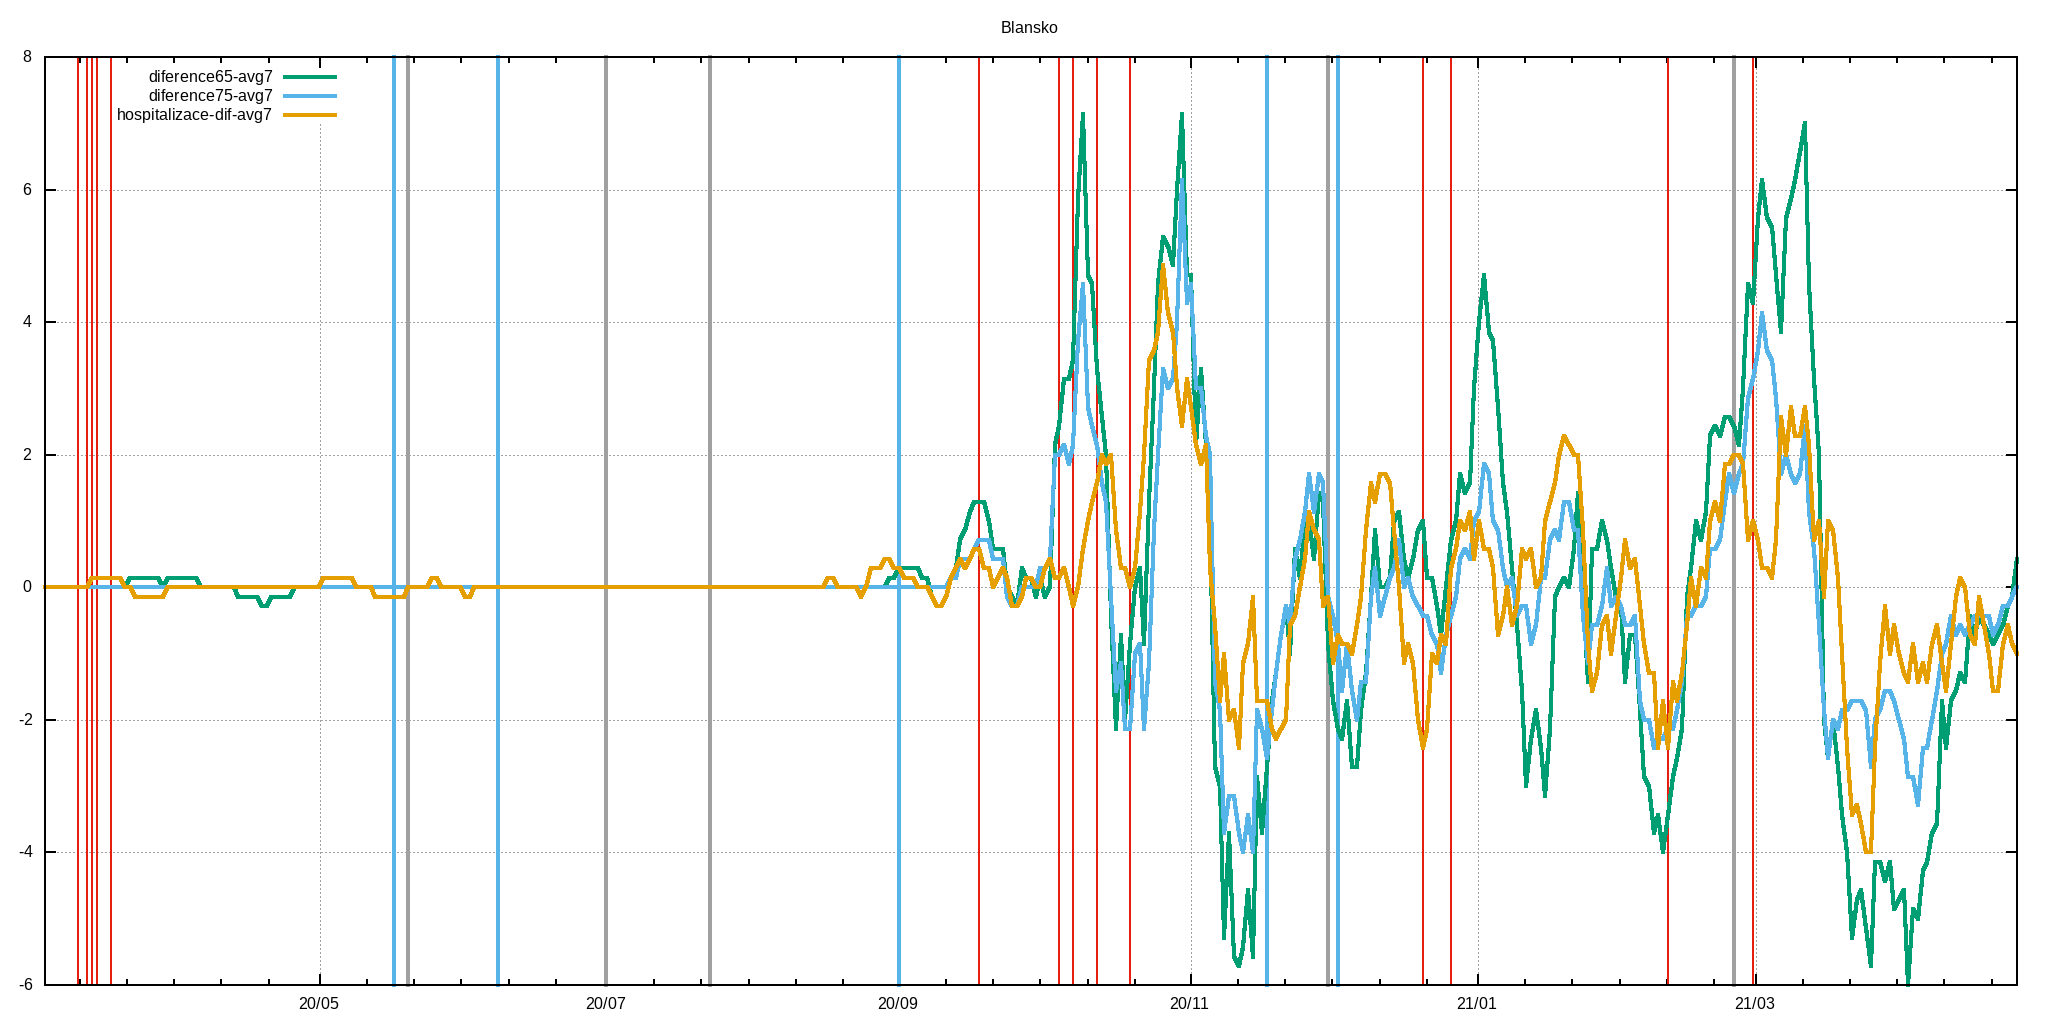 Blansko
8
diference65-avg7
diference75-avg7
hospitalizace-dif-avg7
6
4
2
0
-2
-4
-6
20/05 20/07 20/09 20/11 21/01 21/03